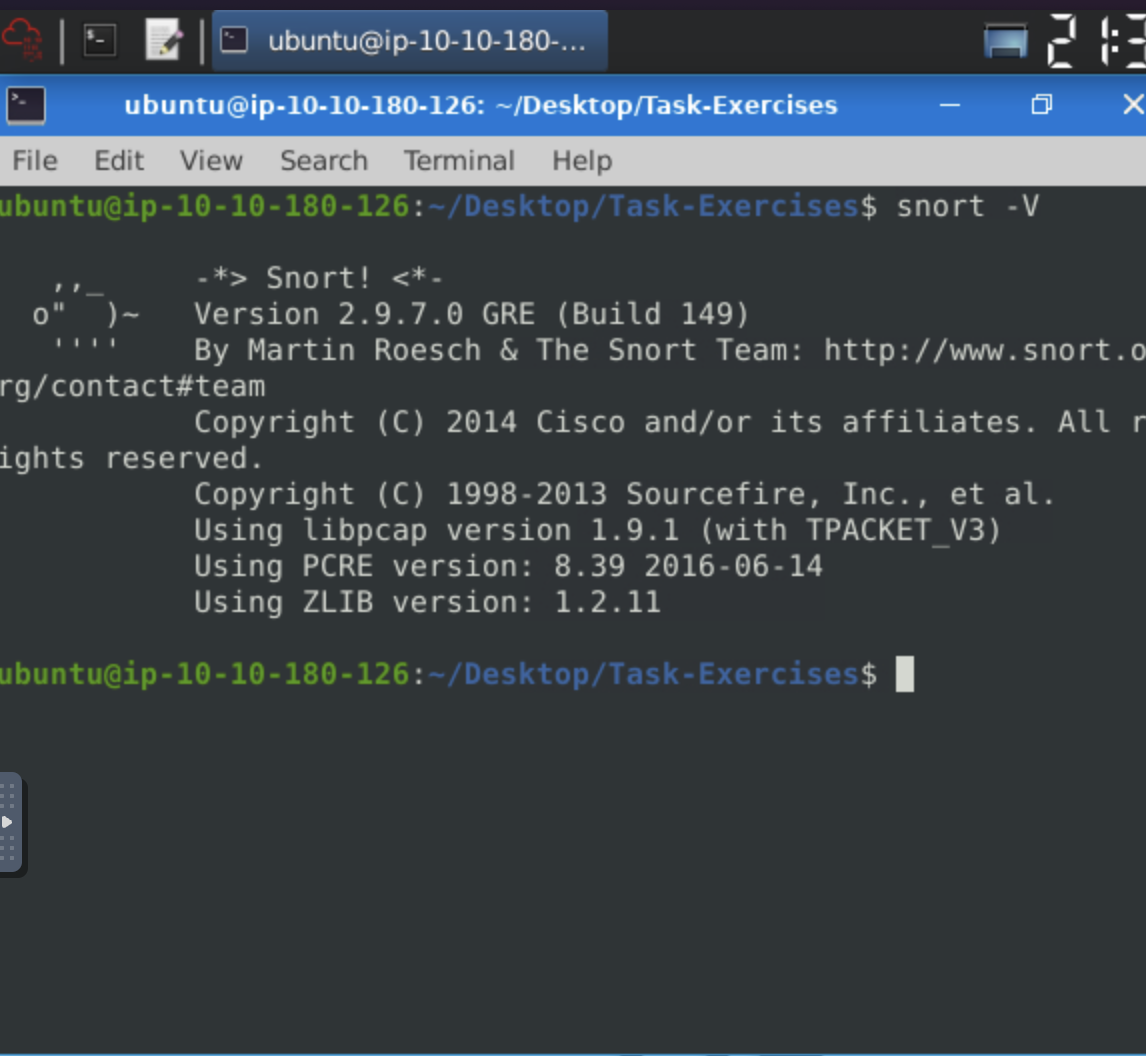 ubuntu@ip-10-10-180-...
21:3
ubuntu@ip-10-10-180-126: ~/Desktop/Task-Exercises
File Edit View Search Terminal Help
ubuntu@ip-10-10-180-126:~/Desktop/Task-Exercises$ snort -V
,,_ -*> Snort! <*-
o" )~ Version 2.9.7.0 GRE (Build 149)
'''' By Martin Roesch & The Snort Team: http://www.snort.o
rg/contact#team
Copyright (C) 2014 Cisco and/or its affiliates. All r
ights reserved.
Copyright (C) 1998-2013 Sourcefire, Inc., et al.
Using libpcap version 1.9.1 (with TPACKET_V3)
Using PCRE version: 8.39 2016-06-14
Using ZLIB version: 1.2.11
ubuntu@ip-10-10-180-126:~/Desktop/Task-Exercises$